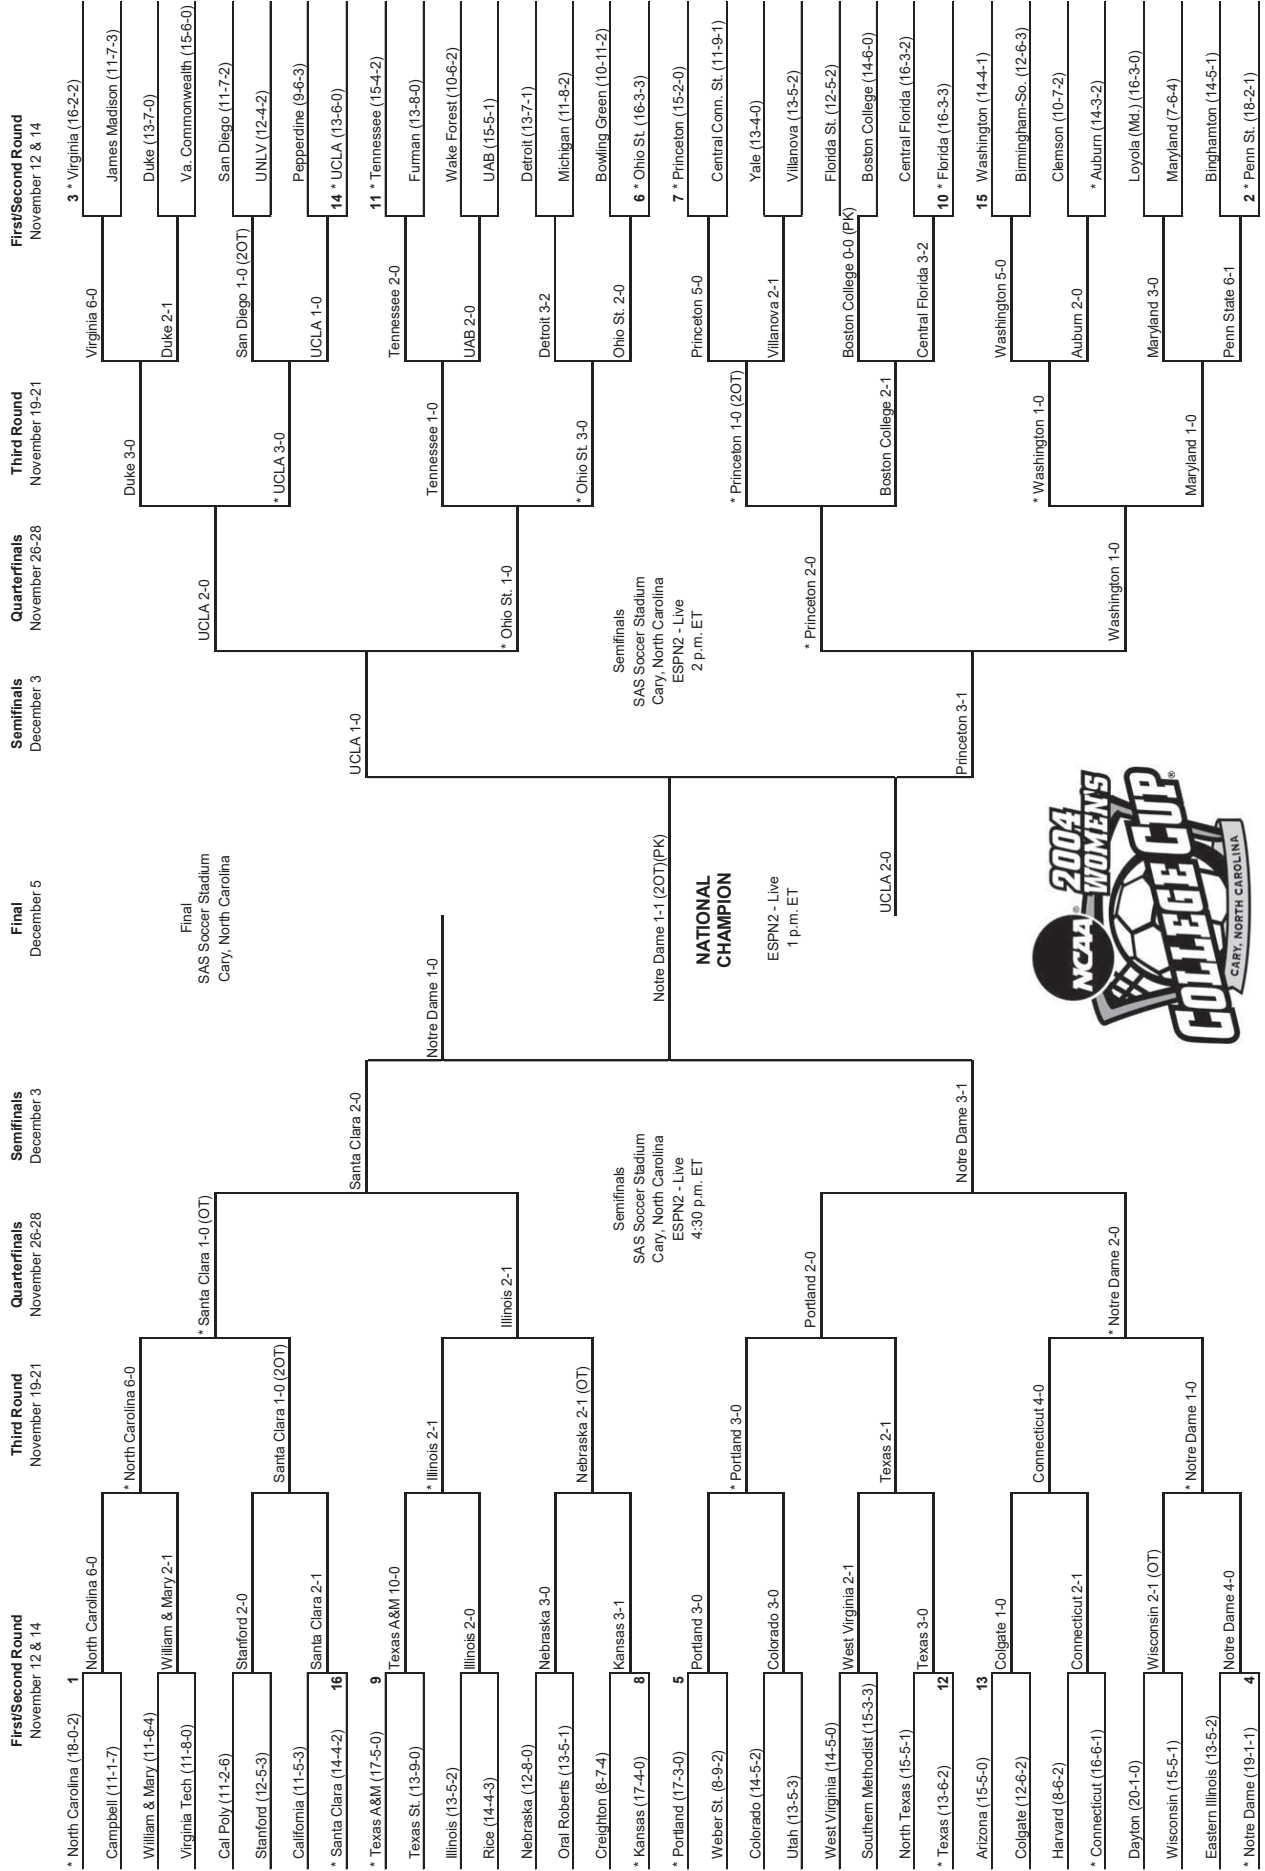 First/Second Round
November 12 & 14
Third Round
November 19-21
Quarterfinals
November 26-28
Semifinals
December 3
Final
December 5
Semifinals
December 3
Quarterfinals
November 26-28
Third Round
November 19-21
First/Second Round
November 12 & 14
* North Carolina (18-0-2) 1
Campbell (11-1-7)
William & Mary (11-6-4)
Virginia Tech (11-8-0)
Cal Poly (11-2-6)
Stanford (12-5-3)
California (11-5-3)
* Santa Clara (14-4-2) 16
* Texas A&M (17-5-0) 9
Texas St. (13-9-0)
Illinois (13-5-2)
Rice (14-4-3)
Nebraska (12-8-0)
Oral Roberts (13-5-1)
Creighton (8-7-4)
* Kansas (17-4-0) 8
* Portland (17-3-0) 5
Weber St. (8-9-2)
Colorado (14-5-2)
Utah (13-5-3)
West Virginia (14-5-0)
Southern Methodist (15-3-3)
North Texas (15-5-1)
* Texas (13-6-2) 12
Arizona (15-5-0) 13
Colgate (12-6-2)
Harvard (8-6-2)
* Connecticut (16-6-1)
Dayton (20-1-0)
Wisconsin (15-5-1)
Eastern Illinois (13-5-2)
* Notre Dame (19-1-1) 4
North Carolina 6-0
William & Mary 2-1
Stanford 2-0
Santa Clara 2-1
Texas A&M 10-0
Illinois 2-0
Nebraska 3-0
Kansas 3-1
Portland 3-0
Colorado 3-0
West Virginia 2-1
Texas 3-0
Colgate 1-0
Connecticut 2-1
Wisconsin 2-1 (OT)
Notre Dame 4-0
* North Carolina 6-0
Santa Clara 1-0 (2OT)
* Illinois 2-1
Nebraska 2-1 (OT)
* Portland 3-0
Texas 2-1
Connecticut 4-0
* Notre Dame 1-0
* Santa Clara 1-0 (OT)
Illinois 2-1
Portland 2-0
* Notre Dame 2-0
Santa Clara 2-0
Semifinals
SAS Soccer Stadium
Cary, North Carolina
ESPN2 - Live
4:30 p.m. ET
Notre Dame 3-1
Final
SAS Soccer Stadium
Cary, North Carolina
Notre Dame 1-0
Notre Dame 1-1 (2OT)(PK)
NATIONAL
CHAMPION
ESPN2 - Live
1 p.m. ET
UCLA 2-0
NCAA®
2004
WOMEN'S
COLLEGE CUP®
CARY, NORTH CAROLINA
UCLA 1-0
Princeton 3-1
UCLA 2-0
* Ohio St. 1-0
Semifinals
SAS Soccer Stadium
Cary, North Carolina
ESPN2 - Live
2 p.m. ET
* Princeton 2-0
Washington 1-0
Duke 3-0
* UCLA 3-0
Tennessee 1-0
* Ohio St. 3-0
* Princeton 1-0 (2OT)
Boston College 2-1
* Washington 1-0
Maryland 1-0
Virginia 6-0
Duke 2-1
San Diego 1-0 (2OT)
UCLA 1-0
Tennessee 2-0
UAB 2-0
Detroit 3-2
Ohio St. 2-0
Princeton 5-0
Villanova 2-1
Boston College 0-0 (PK)
Central Florida 3-2
Washington 5-0
Auburn 2-0
Maryland 3-0
Penn State 6-1
3 * Virginia (16-2-2)
James Madison (11-7-3)
Duke (13-7-0)
Va. Commonwealth (15-6-0)
San Diego (11-7-2)
UNLV (12-4-2)
Pepperdine (9-6-3)
14 * UCLA (13-6-0)
11 * Tennessee (15-4-2)
Furman (13-8-0)
Wake Forest (10-6-2)
UAB (15-5-1)
Detroit (13-7-1)
Michigan (11-8-2)
Bowling Green (10-11-2)
6 * Ohio St. (16-3-3)
7 * Princeton (15-2-0)
Central Conn. St. (11-9-1)
Yale (13-4-0)
Villanova (13-5-2)
Florida St. (12-5-2)
Boston College (14-6-0)
Central Florida (16-3-2)
10 * Florida (16-3-3)
15 Washington (14-4-1)
Birmingham-So. (12-6-3)
Clemson (10-7-2)
* Auburn (14-3-2)
Loyola (Md.) (16-3-0)
Maryland (7-6-4)
Binghamton (14-5-1)
2 * Penn St. (18-2-1)